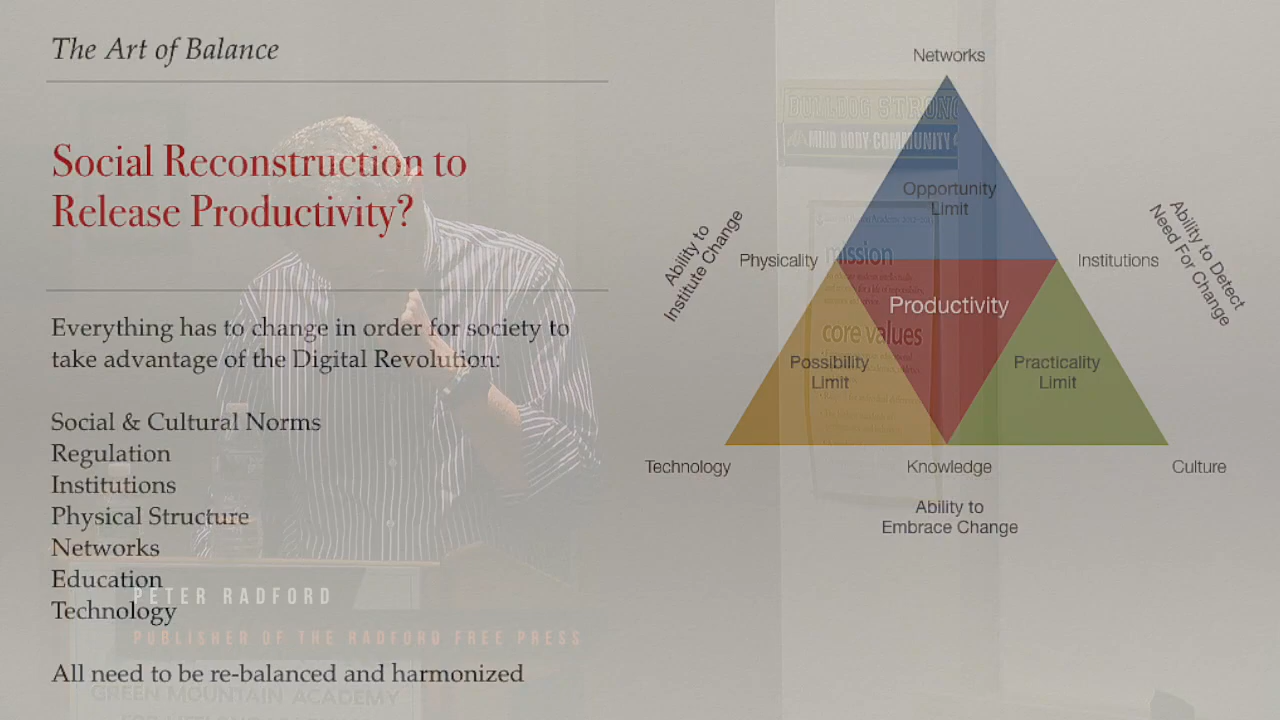 The Art of Balance
Social Reconstruction to
Release Productivity?
Everything has to change in order for society to
take advantage of the Digital Revolution:
Social & Cultural Norms
Regulation
Institutions
Physical Structure
Networks
Education
Technology
All need to be re-balanced and harmonized
PETER RADFORD
PUBLISHER OF THE RADFORD FREE PRESS
GREEN MOUNTAIN ACADEMY
Networks
BULLDOG STRONG
MIND BODY COMMUNITY
Opportunity
Limit
Ability to
Institute Change
Ability to Detect
Need For Change
Physicality
Institutions
mission
Productivity
core values
Possibility
Limit
Practicality
Limit
Technology
Knowledge
Culture
Ability to
Embrace Change